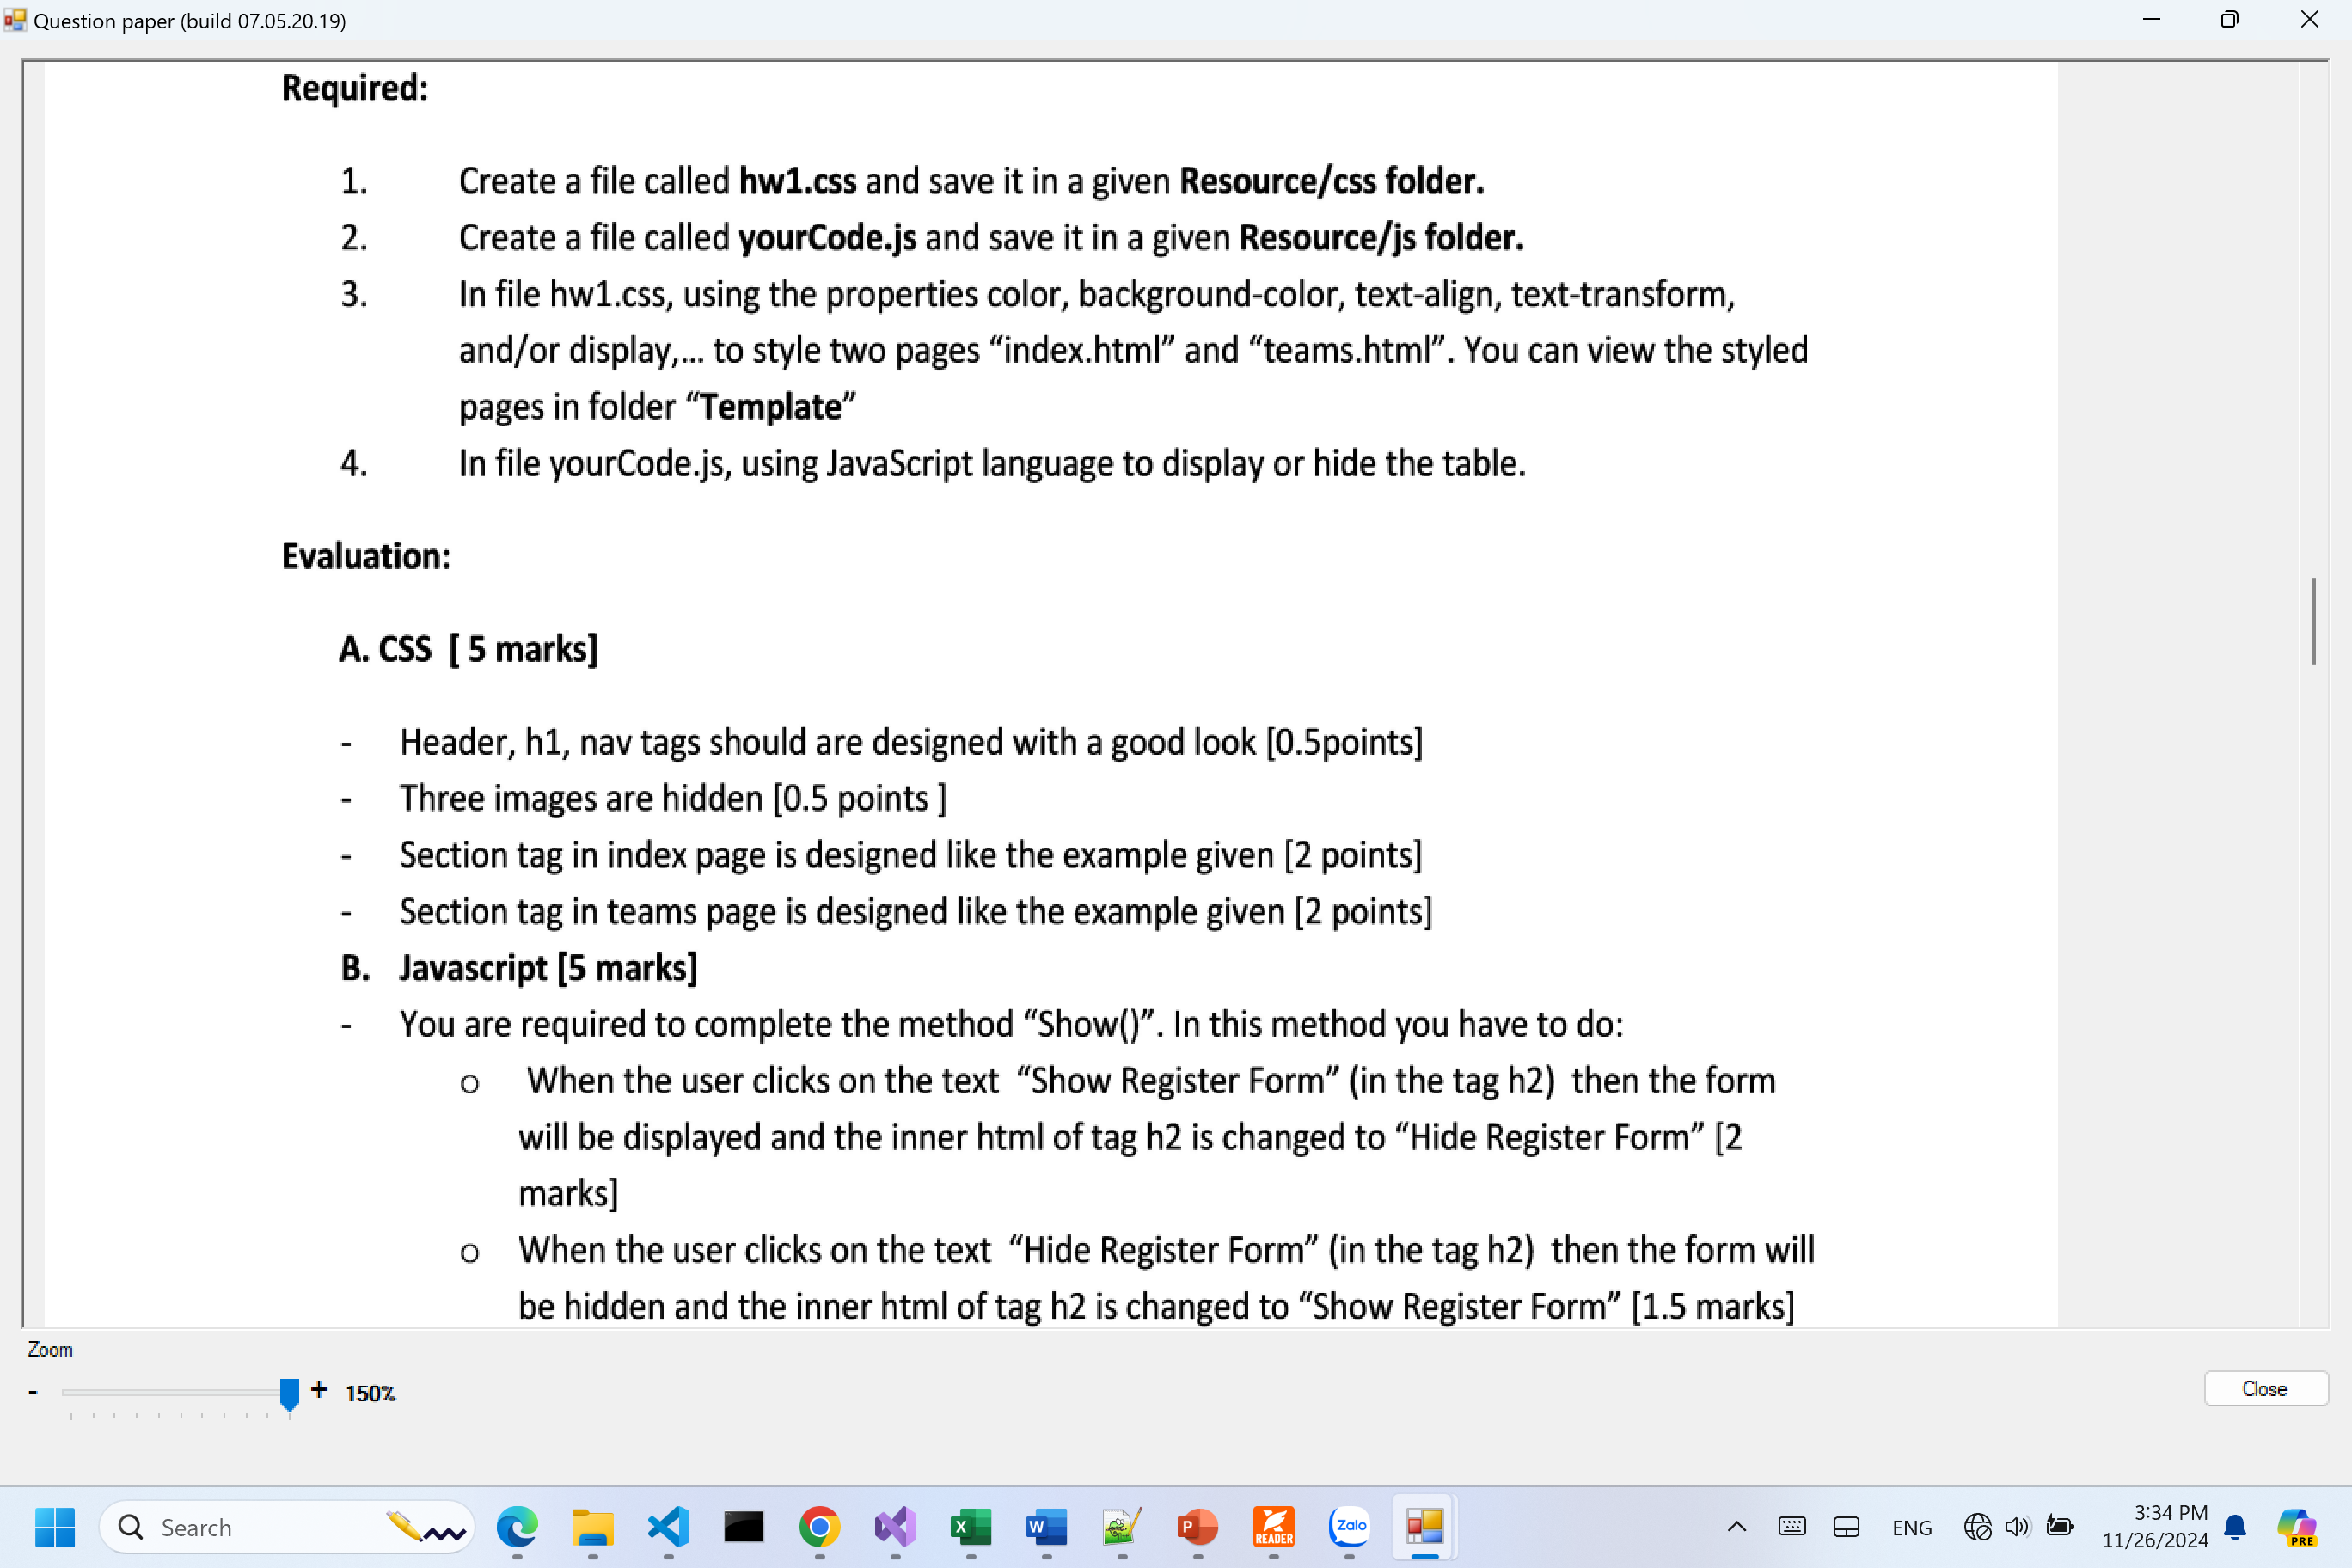 Question paper (build 07.05.20.19)
Required:
1. Create a file called hw1.css and save it in a given Resource/css folder.
2. Create a file called yourCode.js and save it in a given Resource/js folder.
3. In file hw1.css, using the properties color, background-color, text-align, text-transform,
and/or display,... to style two pages “index.html” and “teams.html”. You can view the styled
pages in folder “Template”
4. In file yourCode.js, using JavaScript language to display or hide the table.
Evaluation:
A. CSS [ 5 marks]
- Header, h1, nav tags should are designed with a good look [0.5points]
- Three images are hidden [0.5 points ]
- Section tag in index page is designed like the example given [2 points]
- Section tag in teams page is designed like the example given [2 points]
B. Javascript [5 marks]
- You are required to complete the method “Show()”. In this method you have to do:
o When the user clicks on the text “Show Register Form” (in the tag h2) then the form
will be displayed and the inner html of tag h2 is changed to “Hide Register Form” [2
marks]
o When the user clicks on the text “Hide Register Form” (in the tag h2) then the form will
be hidden and the inner html of tag h2 is changed to “Show Register Form” [1.5 marks]
Zoom
- + 150%
Close
Search
X
W
P
READER
Zalo
ENG
3:34 PM
11/26/2024
PRE